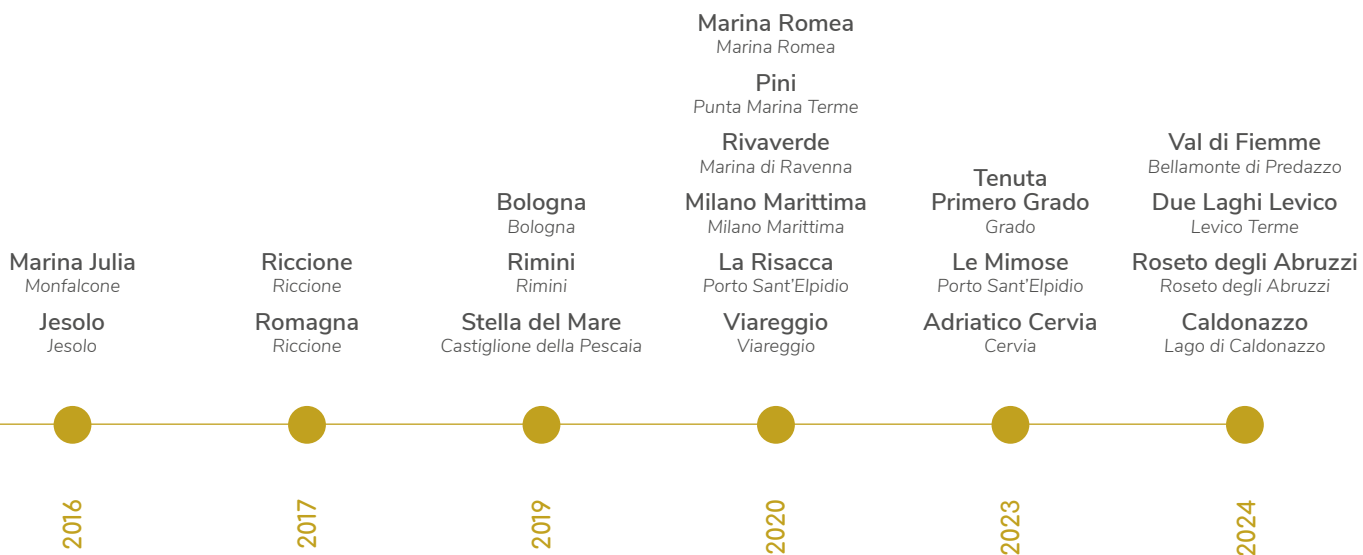 Marina Julia
Monfalcone
Jesolo
Jesolo
2016
Riccione
Riccione
Romagna
Riccione
2017
Bologna
Bologna
Rimini
Rimini
Stella del Mare
Castiglione della Pescaia
2019
Marina Romea
Marina Romea
Pini
Punta Marina Terme
Rivaverde
Marina di Ravenna
Milano Marittima
Milano Marittima
La Risacca
Porto Sant’Elpidio
Viareggio
Viareggio
2020
Tenuta
Primero Grado
Grado
Le Mimose
Porto Sant’Elpidio
Adriatico Cervia
Cervia
2023
Val di Fiemme
Bellamonte di Predazzo
Due Laghi Levico
Levico Terme
Roseto degli Abruzzi
Roseto degli Abruzzi
Caldonazzo
Lago di Caldonazzo
2024